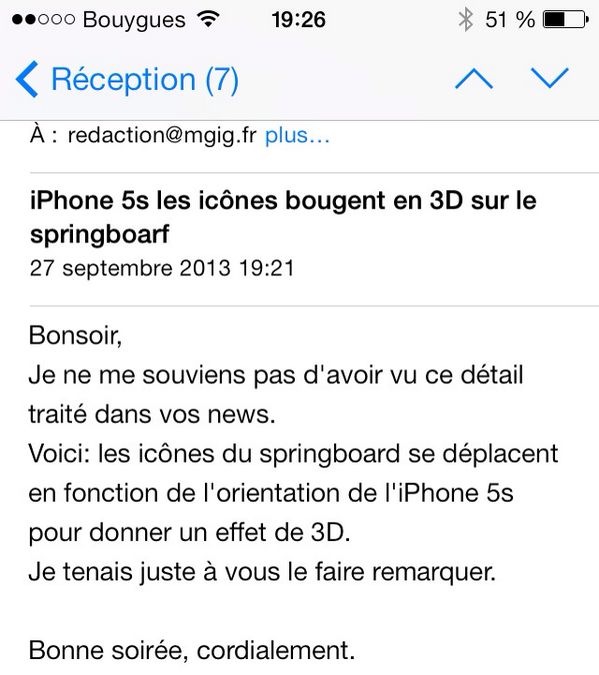 Bouygues 19:26 51 %
Réception (7)
À : redaction@mgig.fr plus...
iPhone 5s les icônes bougent en 3D sur le
springboarf
27 septembre 2013 19:21
Bonsoir,
Je ne me souviens pas d'avoir vu ce détail
traité dans vos news.
Voici: les icônes du springboard se déplacent
en fonction de l'orientation de l'iPhone 5s
pour donner un effet de 3D.
Je tenais juste à vous le faire remarquer.
Bonne soirée, cordialement.